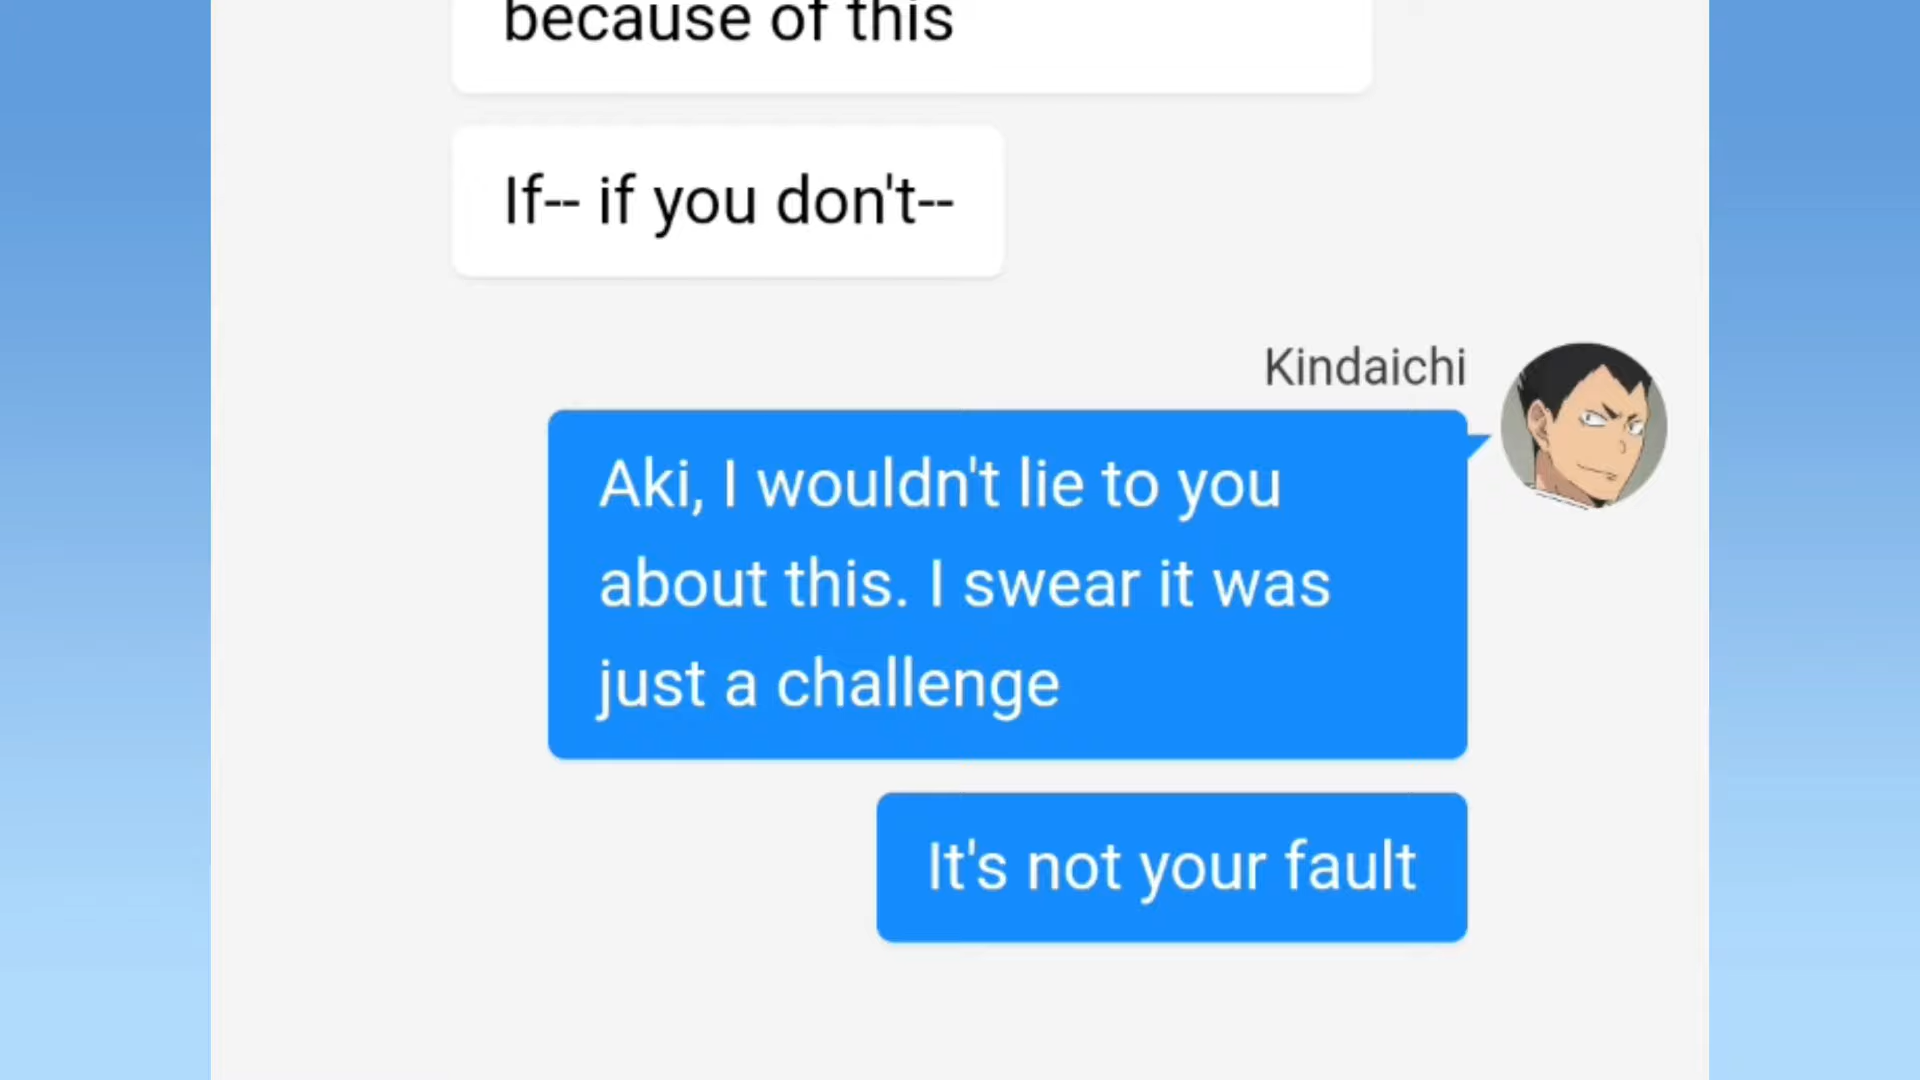 because of this
If-- if you don't--
Kindaichi
Aki, I wouldn't lie to you
about this. I swear it was
just a challenge
It's not your fault